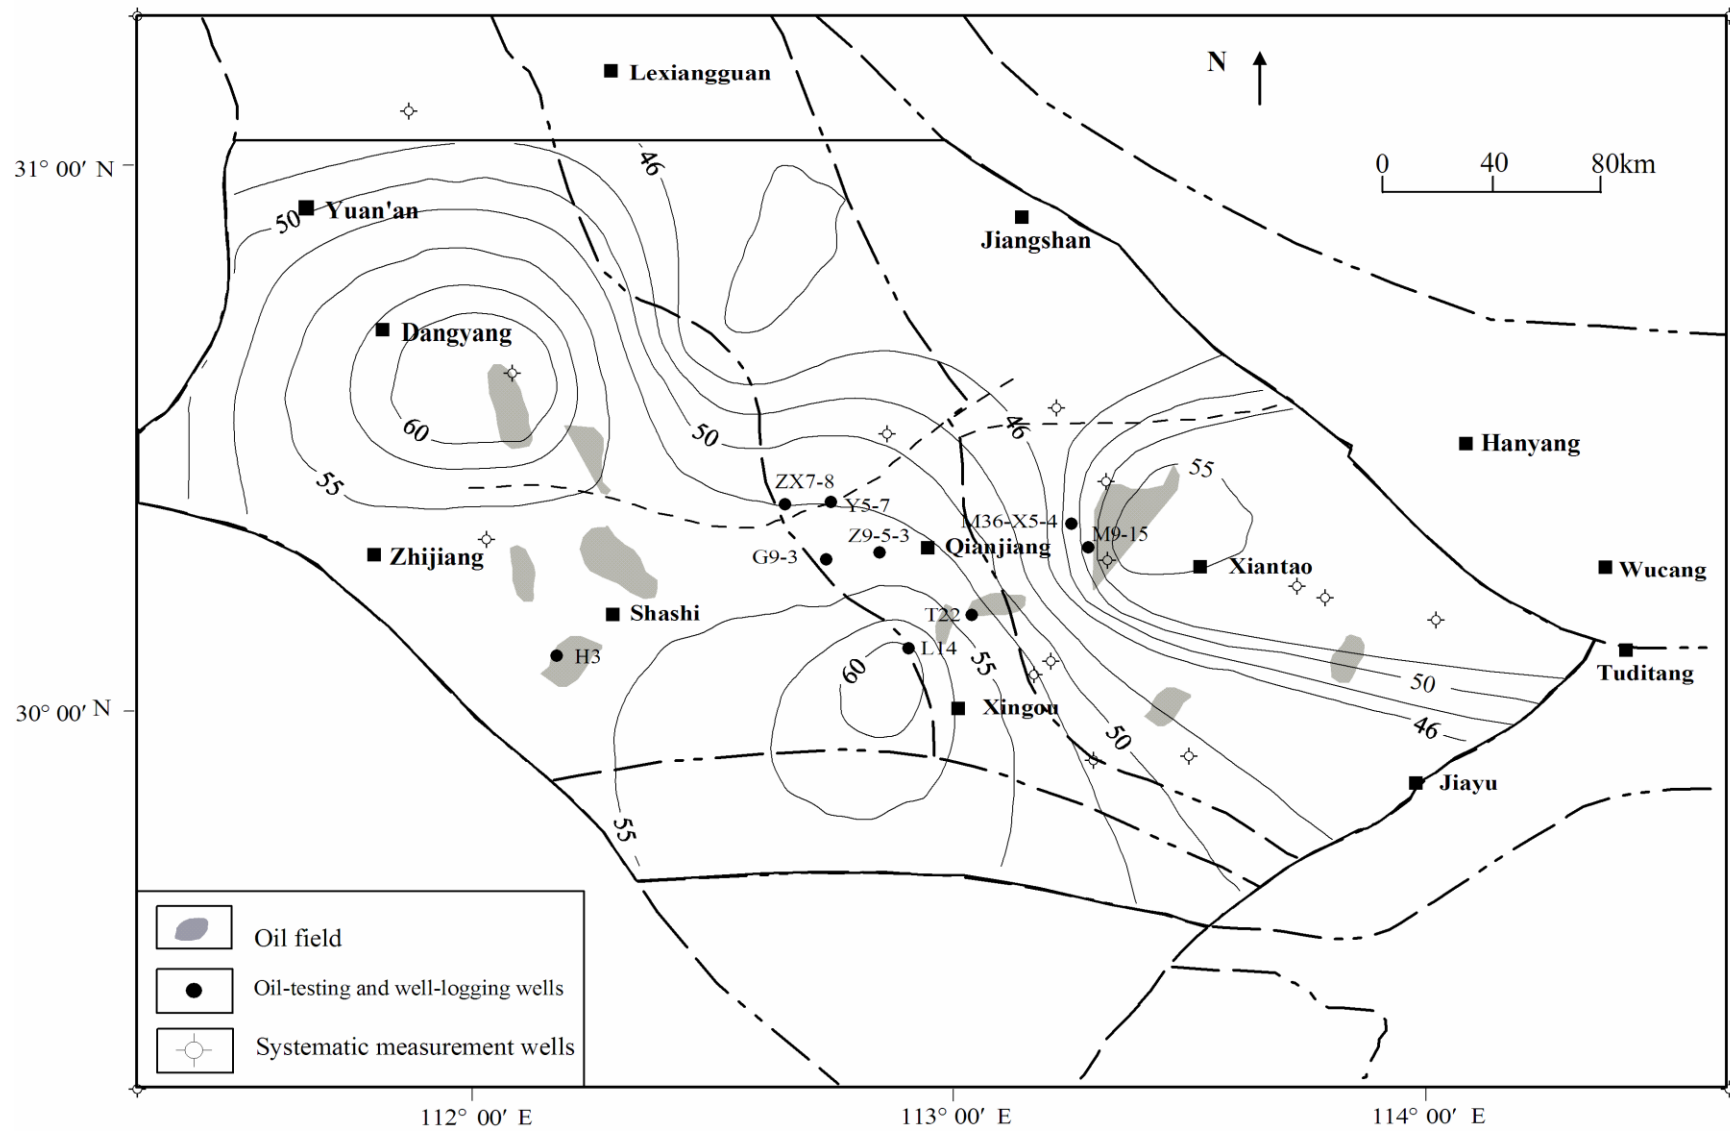 Lexiangguan
N
31° 00′ N
46
0 40 80km
50
Yuan'an
Jiangshan
Dangyang
60
50
46
Hanyang
55
55
ZX7-8
Y5-7
M36-X5-4
M9-15
Z9-5-3
Qianjiang
G9-3
Zhijiang
Xiantao
Wucang
Shashi
T22
H3
L14
55
60
50
Tuditang
30° 00′ N
Xingou
50
46
Jiayu
55
Oil field
Oil-testing and well-logging wells
Systematic measurement wells
112° 00′ E
113° 00′ E
114° 00′ E